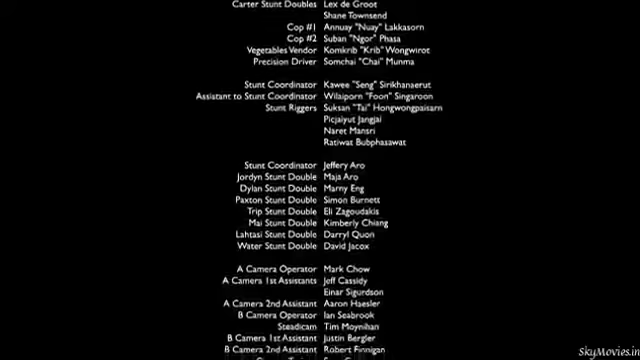 Carter Stunt Doubles Lex de Groot
Shane Townsend
Cop #1 Annuay "Nuay" Lakkasorn
Cop #2 Suban "Ngor" Phasa
Vegetables Vendor Komkrib "Krib" Wongwirot
Precision Driver Somchai "Chai" Munma
Stunt Coordinator Kawee "Seng" Sirikhanaerut
Assistant to Stunt Coordinator Wilaiporn "Foon" Singaroon
Stunt Riggers Suksan "Tai" Hongwongpaisarn
Picjaiyut Jangjai
Naret Mansri
Ratiwat Bubphasawat
Stunt Coordinator Jeffery Aro
Jordyn Stunt Double Maja Aro
Dylan Stunt Double Marny Eng
Paxton Stunt Double Simon Burnett
Trip Stunt Double Eli Zagoudakis
Mai Stunt Double Kimberly Chiang
Lahtasi Stunt Double Darryl Quon
Water Stunt Double David Jacox
A Camera Operator Mark Chow
A Camera 1st Assistants Jeff Cassidy
Einar Sigurdson
A Camera 2nd Assistant Aaron Haesler
B Camera Operator Ian Seabrook
Steadicam Tim Moynihan
B Camera 1st Assistant Justin Bergler
B Camera 2nd Assistant Robert Finnigan
SkyMovies.in